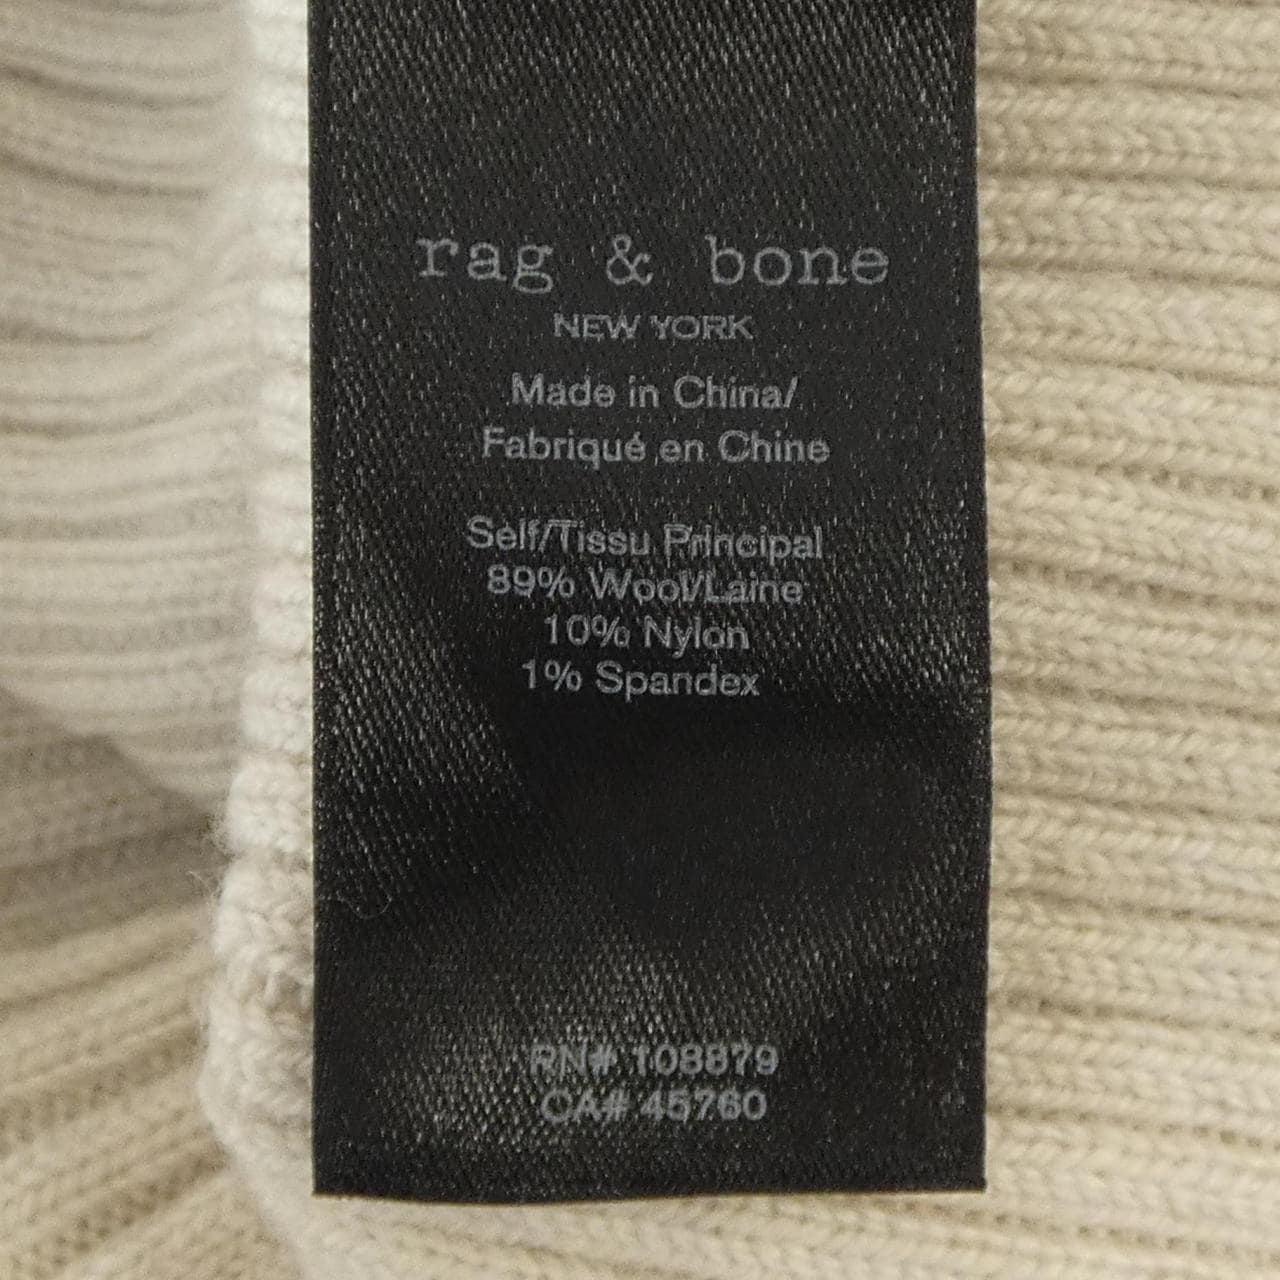 rag & bone
NEW YORK
Made in China/
Fabriqué en Chine
Self/Tissu Principal
89% Wool/Laine
10% Nylon
1% Spandex
RN# 108879
CA# 45760